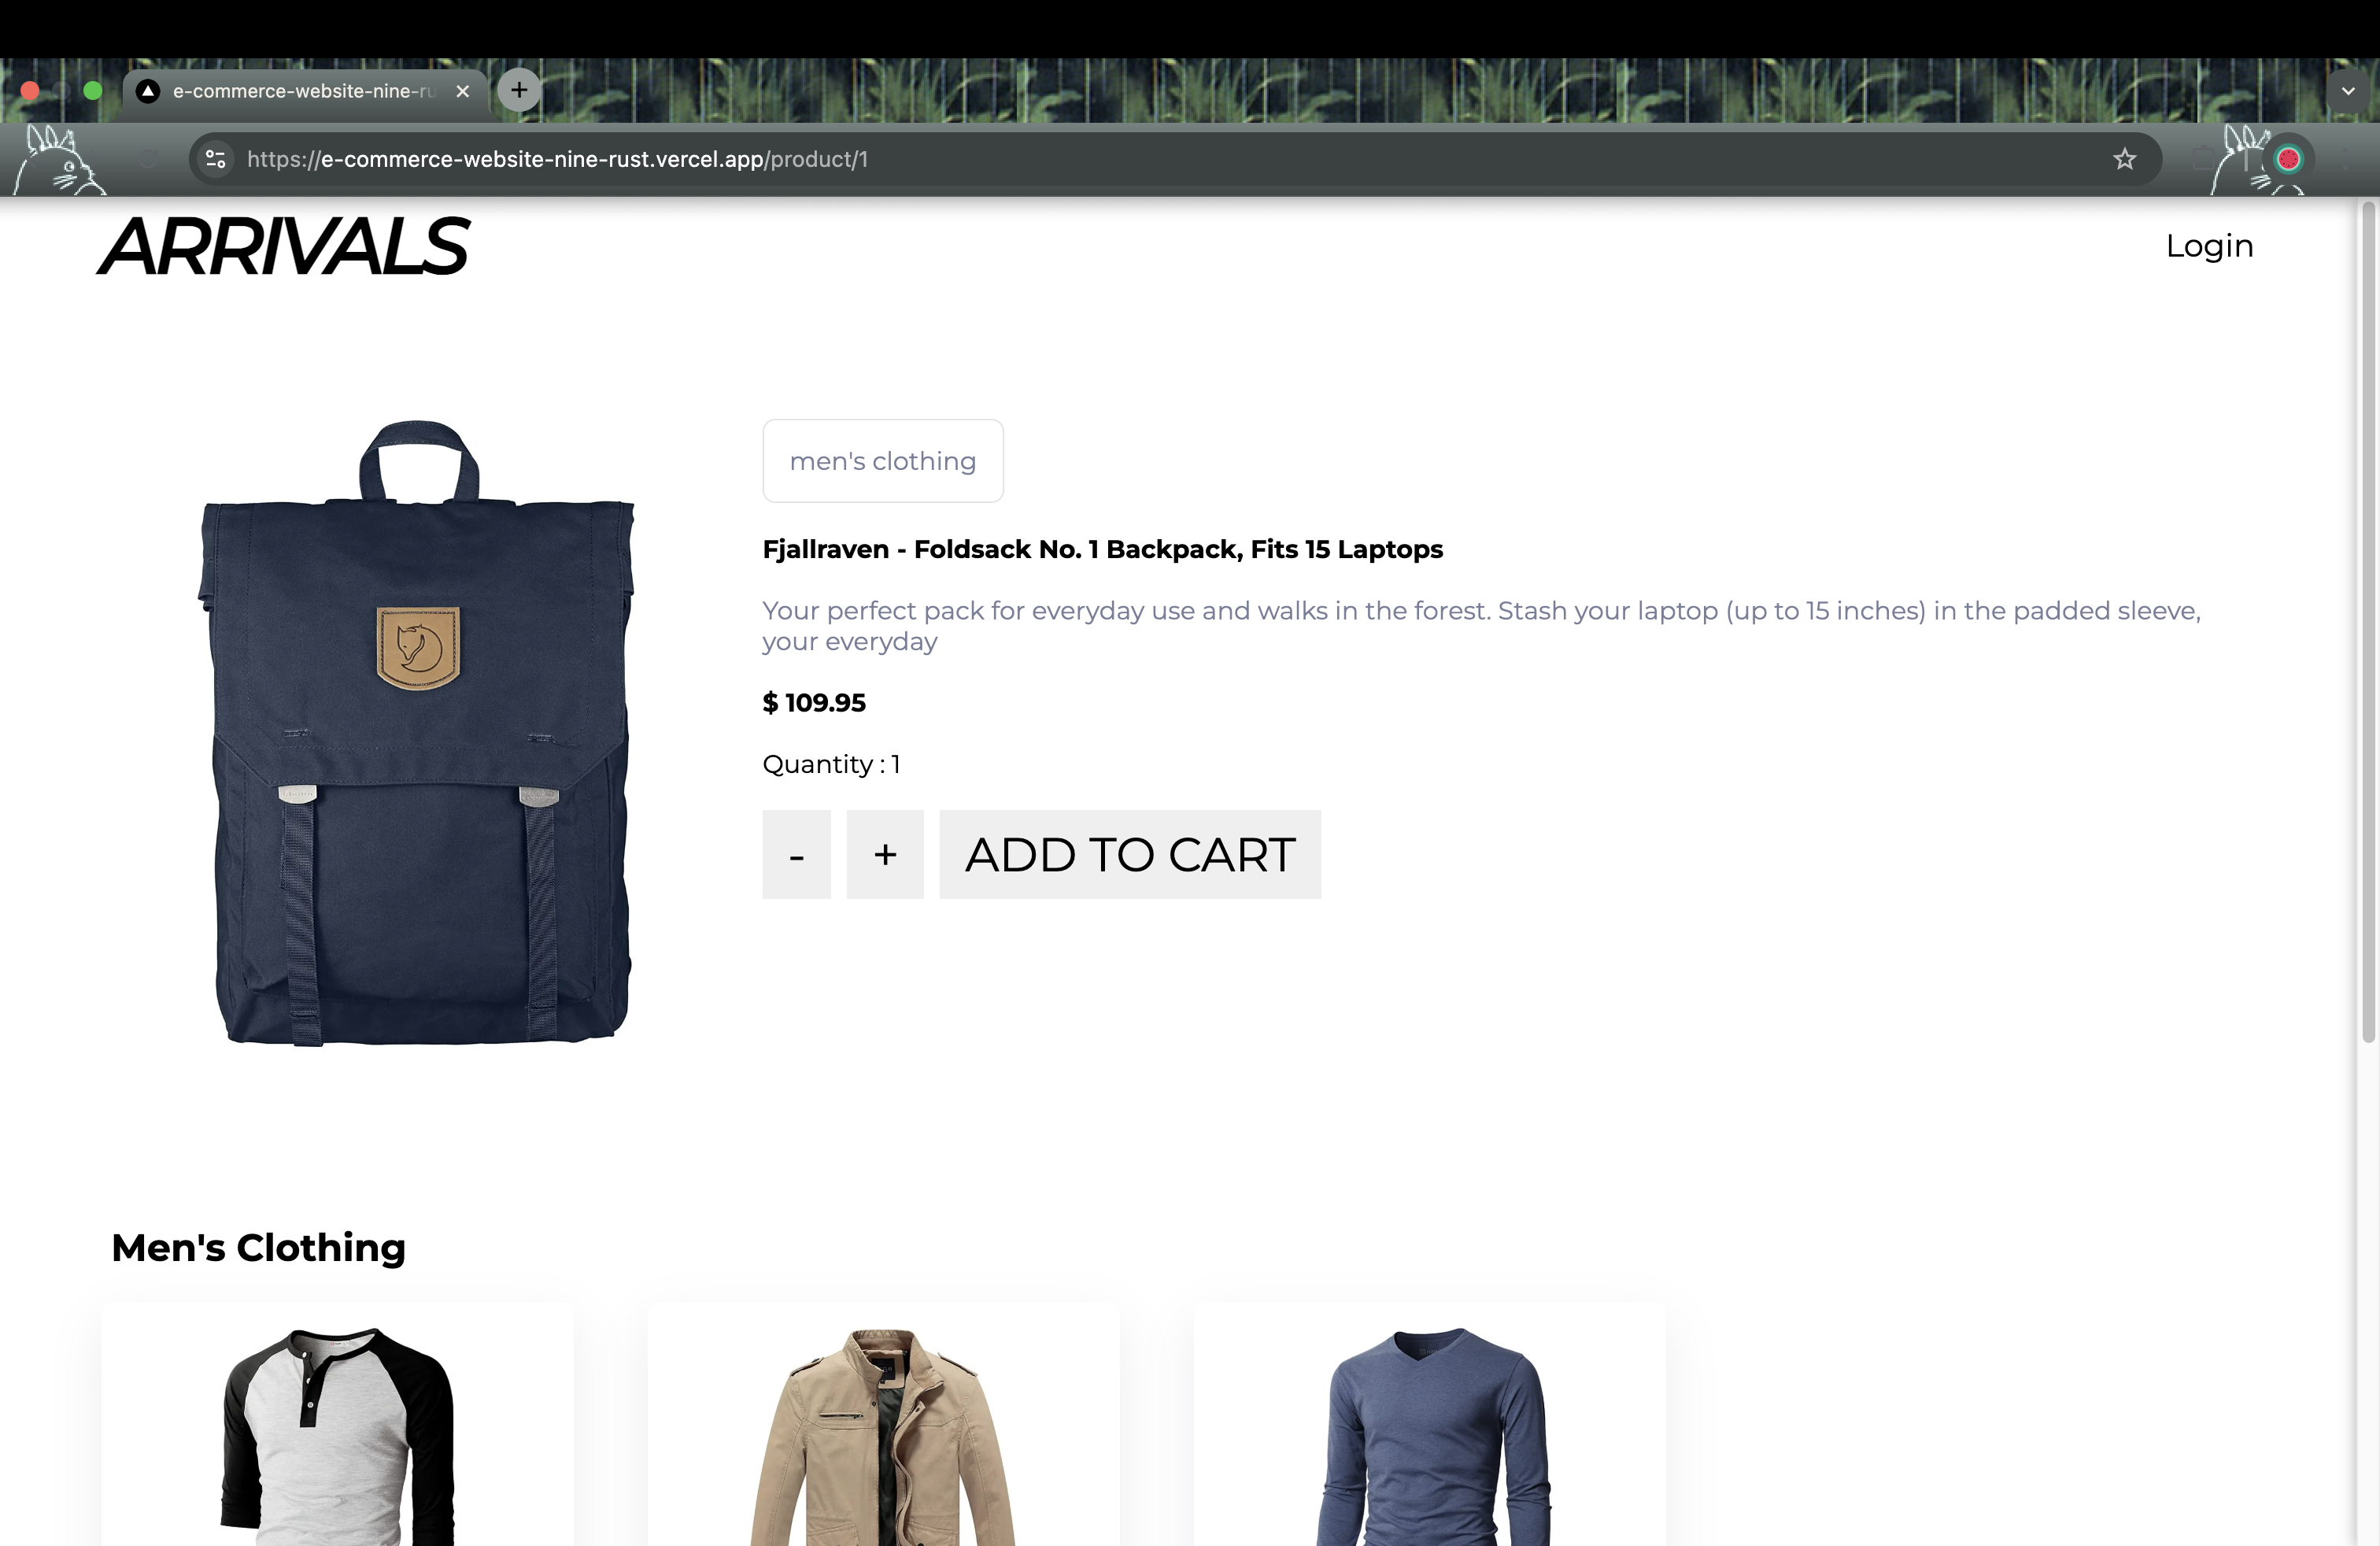 e-commerce-website-nine-ru
https://e-commerce-website-nine-rust.vercel.app/product/1
ARRIVALS
Login
men's clothing
Fjallraven - Foldsack No. 1 Backpack, Fits 15 Laptops
Your perfect pack for everyday use and walks in the forest. Stash your laptop (up to 15 inches) in the padded sleeve,
your everyday
$ 109.95
Quantity : 1
-
+
ADD TO CART
Men's Clothing